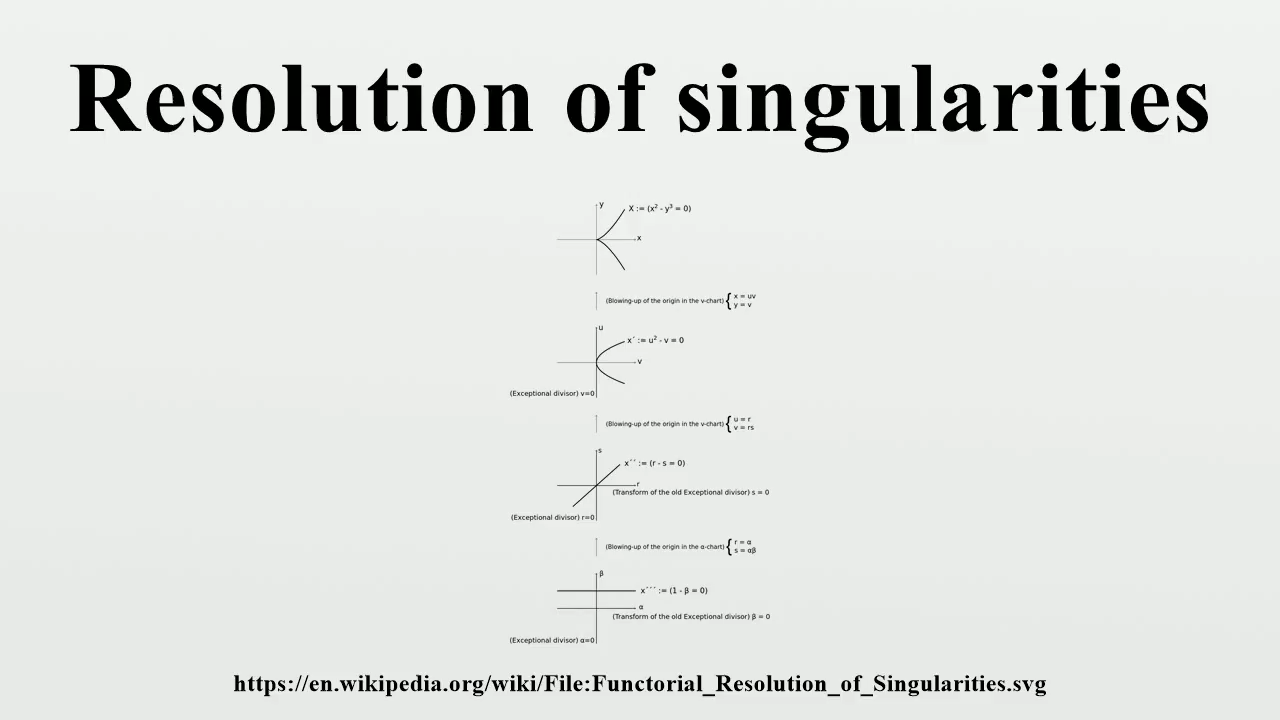 Resolution of singularities
y
X := (x² - y³ = 0)
x
(Blowing-up of the origin in the v-chart) { x = uv
y = v
u
x´ := u² - v = 0
v
(Exceptional divisor) v=0
(Blowing-up of the origin in the v-chart) { u = r
v = rs
s
x´´ := (r - s = 0)
r
(Transform of the old Exceptional divisor) s = 0
(Exceptional divisor) r=0
(Blowing-up of the origin in the α-chart) { r = α
s = αβ
β
x´´´ := (1 - β = 0)
α
(Transform of the old Exceptional divisor) β = 0
(Exceptional divisor) α=0
https://en.wikipedia.org/wiki/File:Functorial_Resolution_of_Singularities.svg